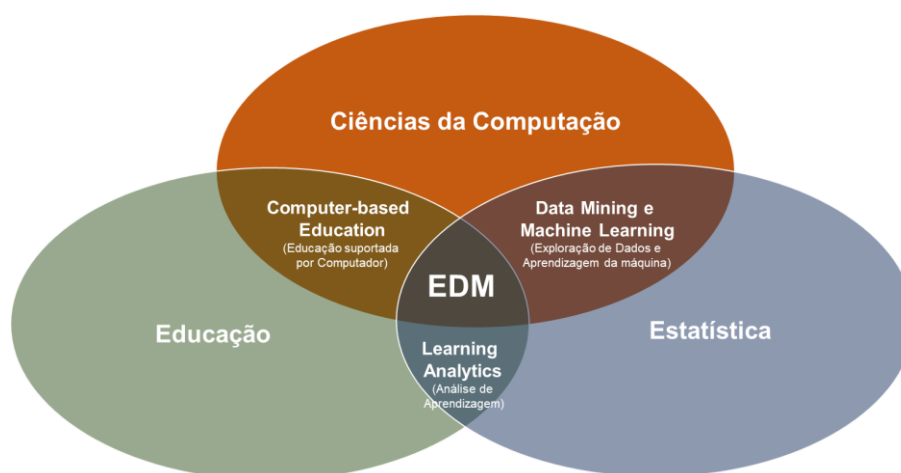 Ciências da Computação
Computer-based
Education
(Educação suportada
por Computador)
Data Mining e
Machine Learning
(Exploração de Dados e
Aprendizagem da máquina)
EDM
Educação
Estatística
Learning
Analytics
(Análise de
Aprendizagem)